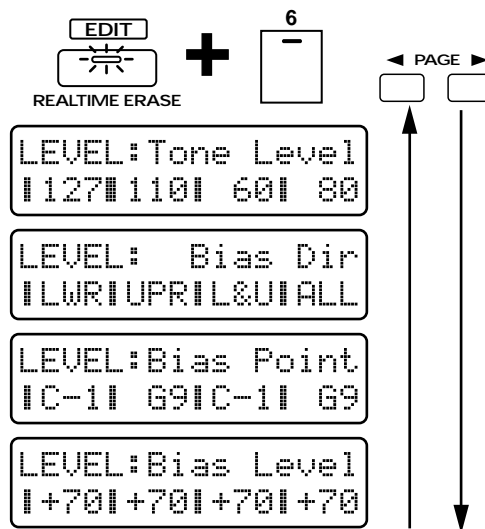 EDIT
REALTIME ERASE
+
6
◄ PAGE ►
LEVEL:Tone Level
127 110 60 80
LEVEL: Bias Dir
LWR UPR L&U ALL
LEVEL:Bias Point
C-1 G9 C-1 G9
LEVEL:Bias Level
+70 +70 +70 +70